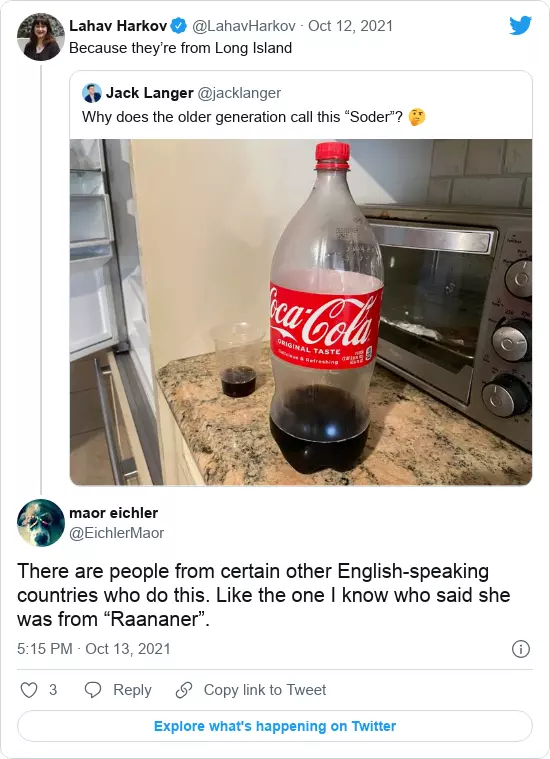 Lahav Harkov @LahavHarkov · Oct 12, 2021
Because they’re from Long Island
Jack Langer @jacklanger
Why does the older generation call this “Soder”? 🤔
Coca-Cola
ORIGINAL TASTE
Delicious & Refreshing
maor eichler
@EichlerMaor
There are people from certain other English-speaking
countries who do this. Like the one I know who said she
was from “Raananer”.
5:15 PM · Oct 13, 2021
3 Reply Copy link to Tweet
Explore what's happening on Twitter